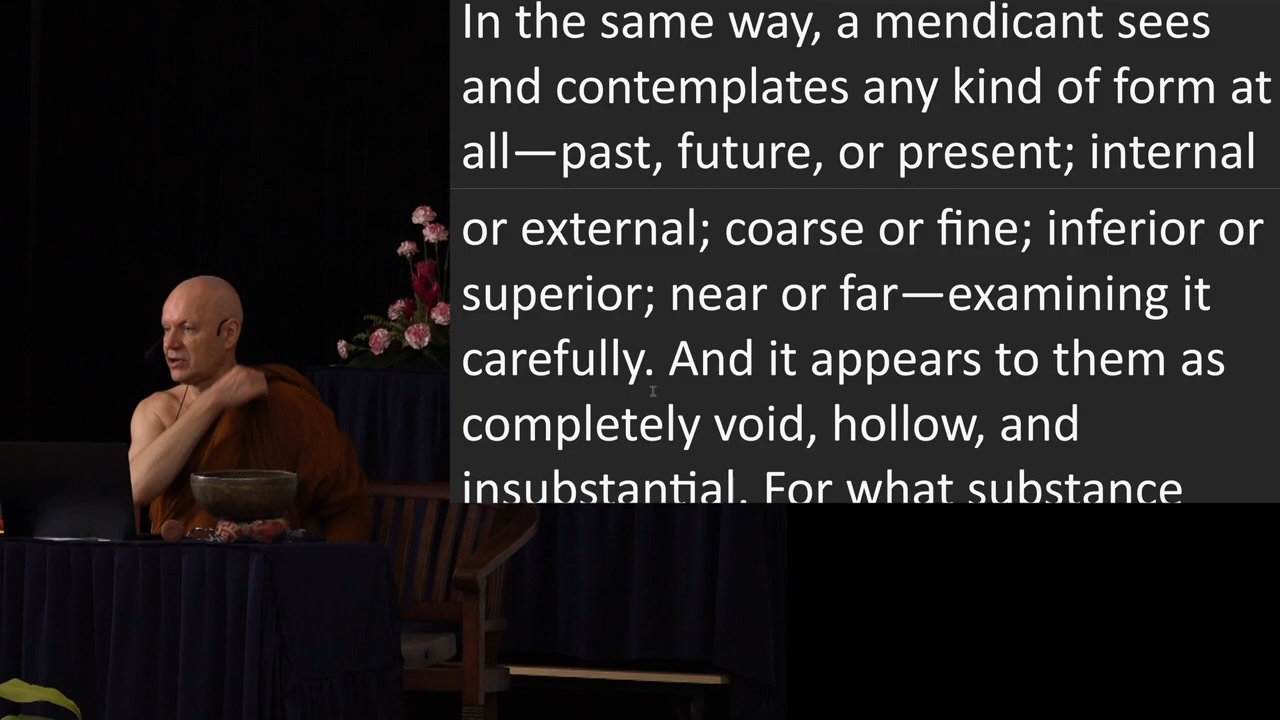 In the same way, a mendicant sees
and contemplates any kind of form at
all—past, future, or present; internal
or external; coarse or fine; inferior or
superior; near or far—examining it
carefully. And it appears to them as
completely void, hollow, and
insubstantial. For what substance